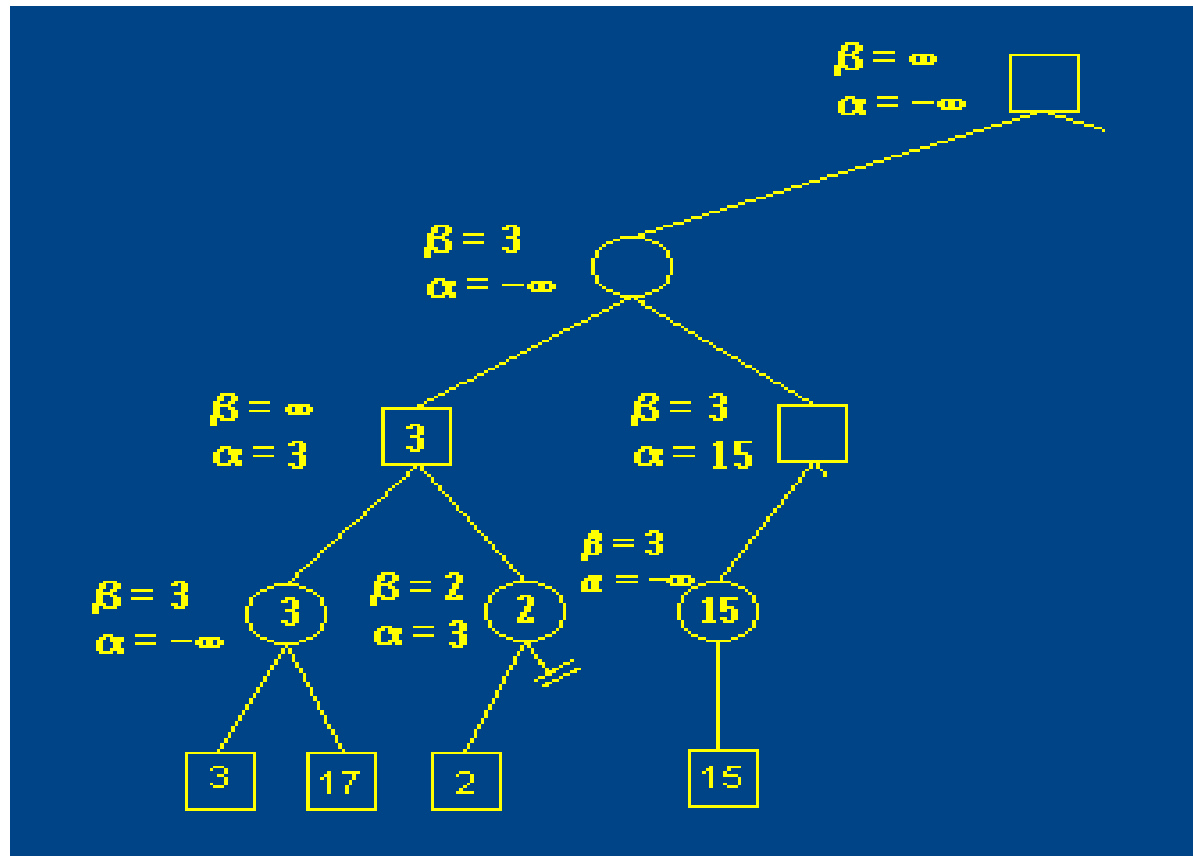 β = ∞
α = −∞
β = 3
α = −∞
β = ∞
α = 3
3
β = 3
α = 15
β = 3
α = −∞
3
β = 2
α = 3
2
β = 3
α = −∞
15
3
17
2
15